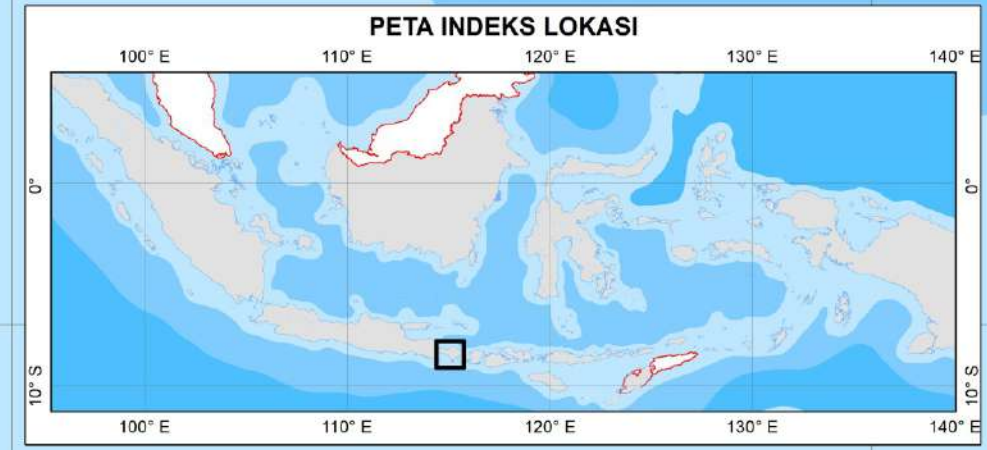 PETA INDEKS LOKASI
100° E 110° E 120° E 130° E 140° E
0° 0°
10° S 10° S
100° E 110° E 120° E 130° E 140° E